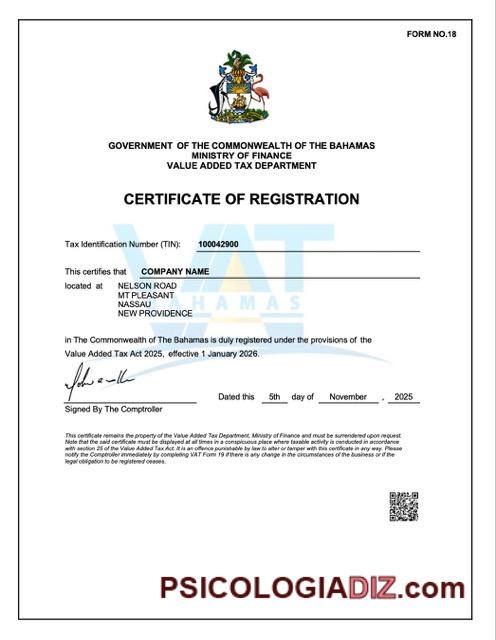 FORM NO.18
GOVERNMENT OF THE COMMONWEALTH OF THE BAHAMAS
MINISTRY OF FINANCE
VALUE ADDED TAX DEPARTMENT
CERTIFICATE OF REGISTRATION
VAT
BAHAMAS
Tax Identification Number (TIN): 100042900
This certifies that COMPANY NAME
located at NELSON ROAD
MT PLEASANT
NASSAU
NEW PROVIDENCE
in The Commonwealth of The Bahamas is duly registered under the provisions of the
Value Added Tax Act 2025, effective 1 January 2026.
Dated this 5th day of November , 2025
Signed By The Comptroller
This certificate remains the property of the Value Added Tax Department, Ministry of Finance and must be surrendered upon request.
Note that the said certificate must be displayed at all times in a conspicuous place where taxable activity is conducted in accordance
with section 25 of the Value Added Tax Act. It is an offence punishable by law to alter or tamper with this certificate in any way. Please
notify the Comptroller immediately by completing VAT Form 19 if there is any change in the circumstances of the business or if the
legal obligation to be registered ceases.
PSICOLOGIADIZ.com